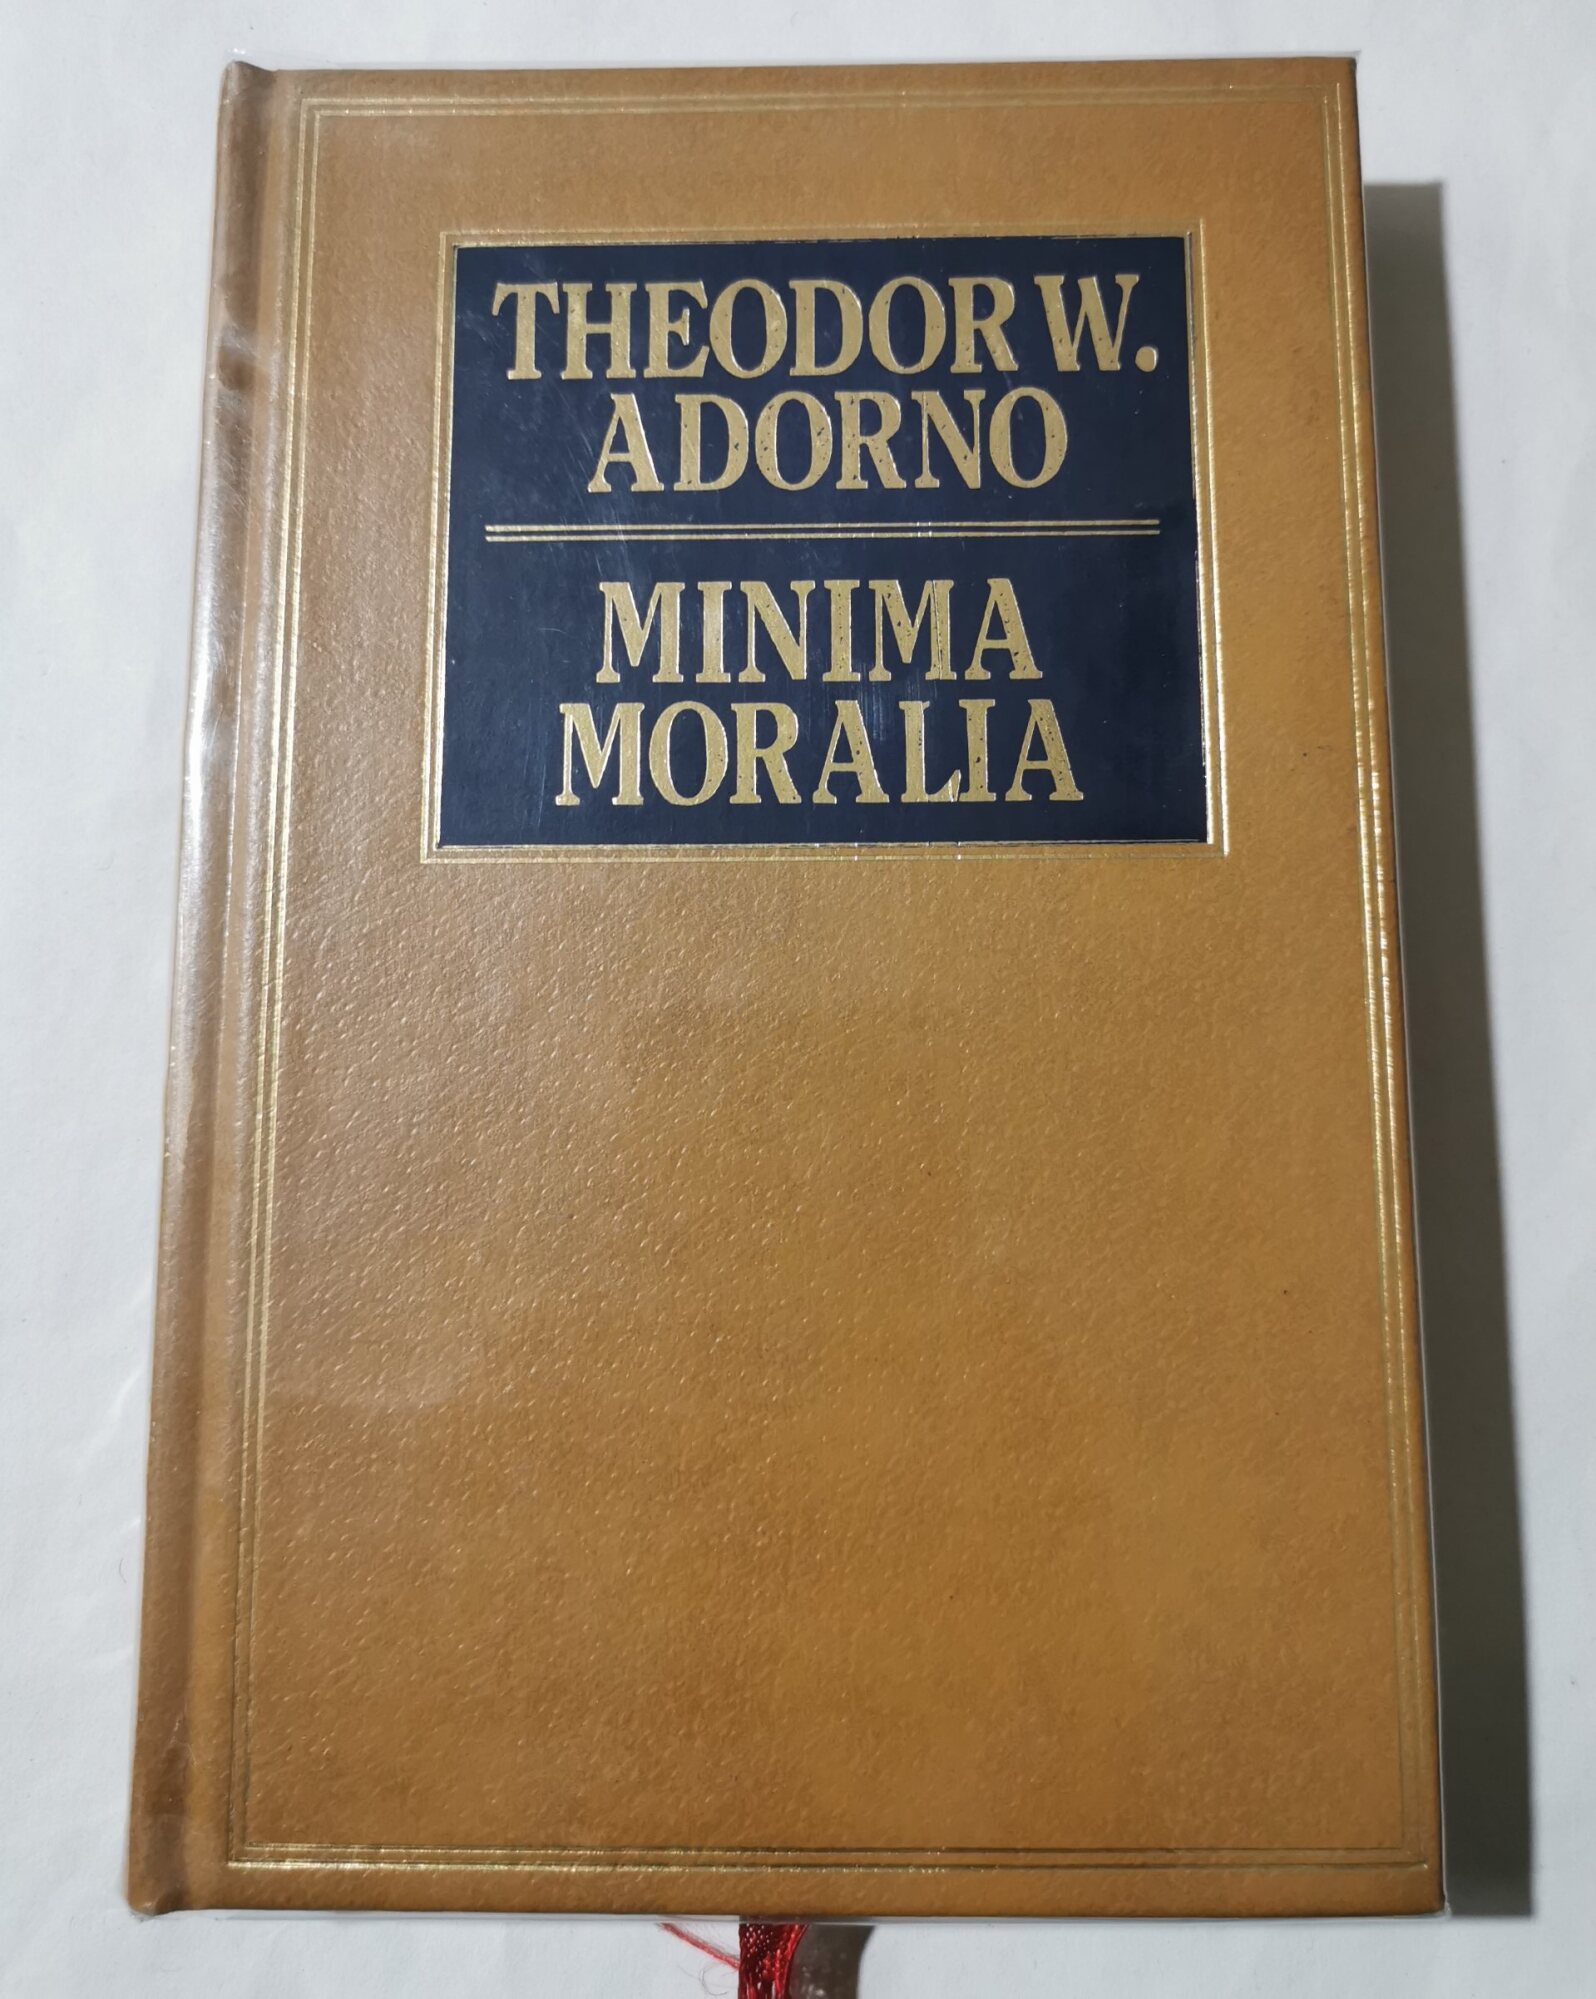 THEODOR W.
ADORNO
MINIMA
MORALIA